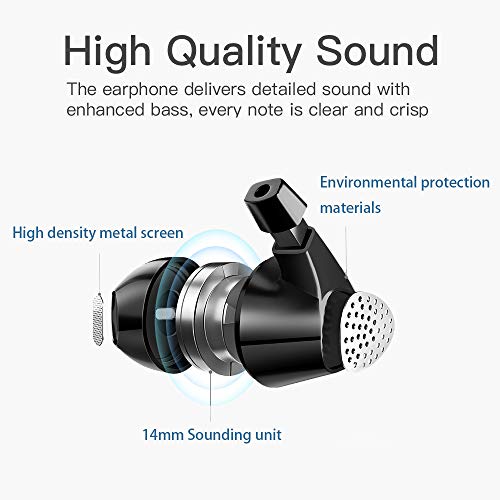 High Quality Sound
The earphone delivers detailed sound with
enhanced bass, every note is clear and crisp
Environmental protection
materials
High density metal screen
14mm Sounding unit